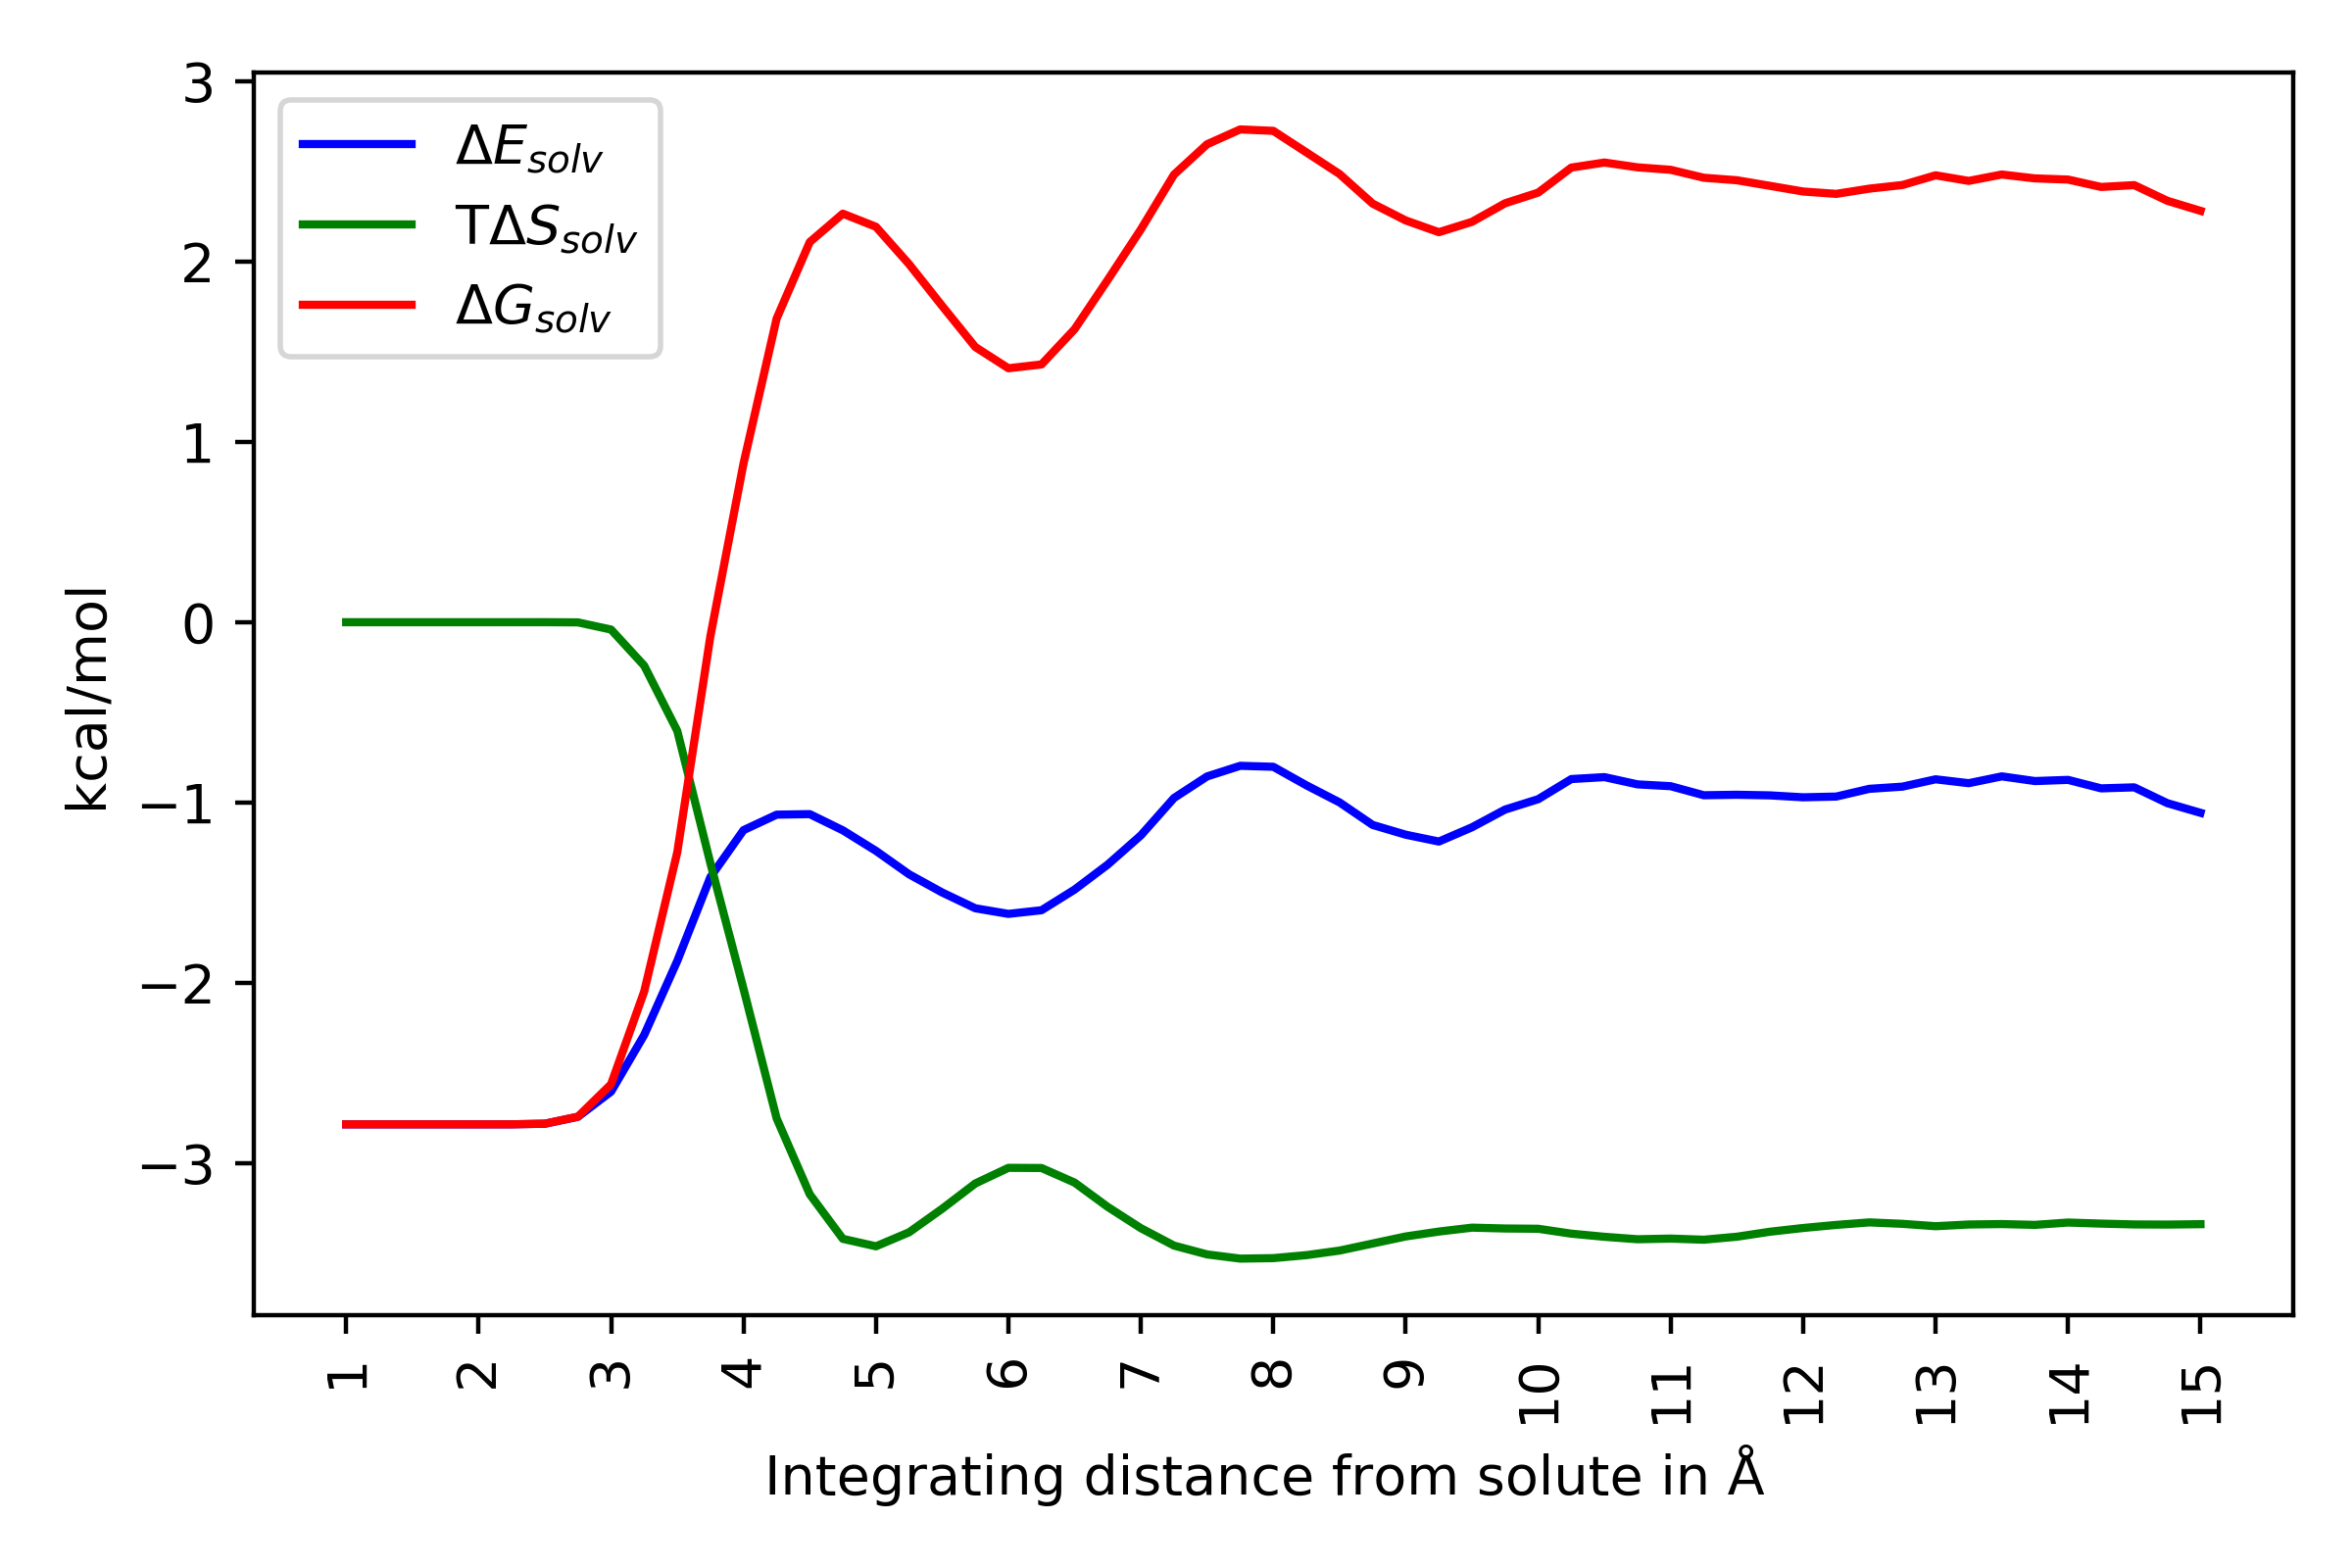 ΔE_solv
TΔS_solv
ΔG_solv
3
2
1
0
−1
−2
−3
kcal/mol
1 2 3 4 5 6 7 8 9 10 11 12 13 14 15
Integrating distance from solute in Å